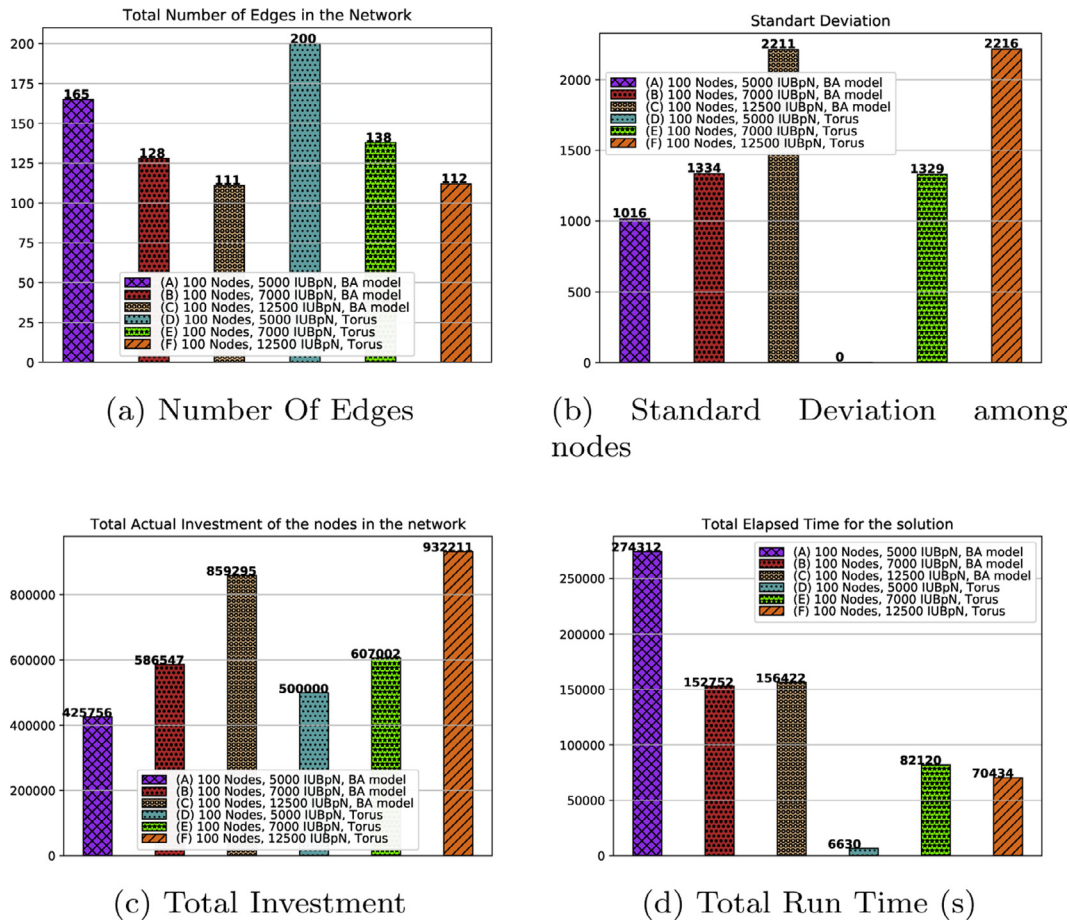 Total Number of Edges in the Network
200
175
150
125
100
75
50
25
0
165
128
111
200
138
112
(A) 100 Nodes, 5000 IUBpN, BA model
(B) 100 Nodes, 7000 IUBpN, BA model
(C) 100 Nodes, 12500 IUBpN, BA model
(D) 100 Nodes, 5000 IUBpN, Torus
(E) 100 Nodes, 7000 IUBpN, Torus
(F) 100 Nodes, 12500 IUBpN, Torus
(a) Number Of Edges
Standart Deviation
2000
1500
1000
500
0
1016
1334
2211
0
1329
2216
(A) 100 Nodes, 5000 IUBpN, BA model
(B) 100 Nodes, 7000 IUBpN, BA model
(C) 100 Nodes, 12500 IUBpN, BA model
(D) 100 Nodes, 5000 IUBpN, Torus
(E) 100 Nodes, 7000 IUBpN, Torus
(F) 100 Nodes, 12500 IUBpN, Torus
(b) Standard Deviation among
nodes
Total Actual Investment of the nodes in the network
800000
600000
400000
200000
0
425756
586547
859295
500000
607002
932211
(A) 100 Nodes, 5000 IUBpN, BA model
(B) 100 Nodes, 7000 IUBpN, BA model
(C) 100 Nodes, 12500 IUBpN, BA model
(D) 100 Nodes, 5000 IUBpN, Torus
(E) 100 Nodes, 7000 IUBpN, Torus
(F) 100 Nodes, 12500 IUBpN, Torus
(c) Total Investment
Total Elapsed Time for the solution
250000
200000
150000
100000
50000
0
274312
152752
156422
6630
82120
70434
(A) 100 Nodes, 5000 IUBpN, BA model
(B) 100 Nodes, 7000 IUBpN, BA model
(C) 100 Nodes, 12500 IUBpN, BA model
(D) 100 Nodes, 5000 IUBpN, Torus
(E) 100 Nodes, 7000 IUBpN, Torus
(F) 100 Nodes, 12500 IUBpN, Torus
(d) Total Run Time (s)